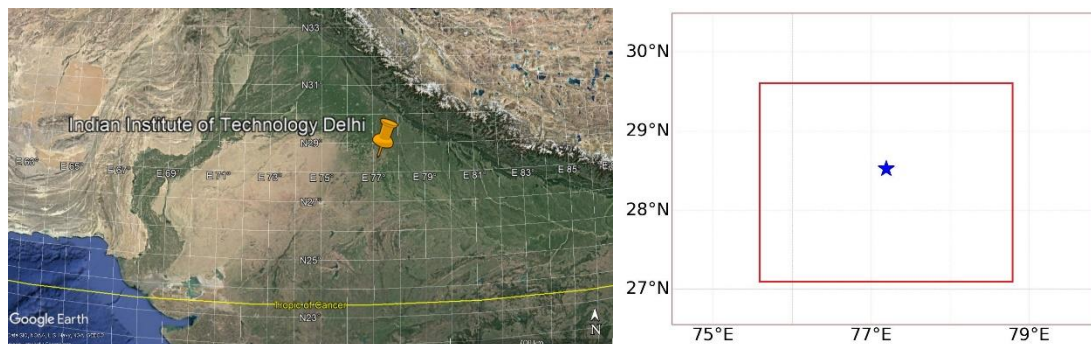 N33
N31
Indian Institute of Technology Delhi
N29
E 65° E 67° E 69° E 71° E 73° E 75° E 77° E 79° E 81° E 83° E 85°
N27
N25
Tropic of Cancer
N23
Google Earth
N
30°N
29°N
28°N
27°N
75°E 77°E 79°E